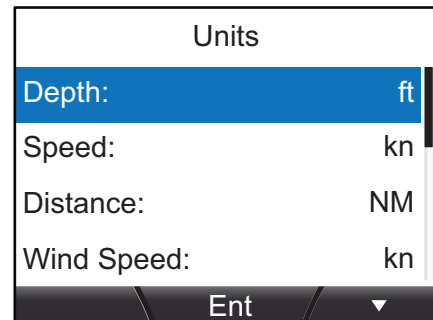 Units
Depth: ft
Speed: kn
Distance: NM
Wind Speed: kn
Ent